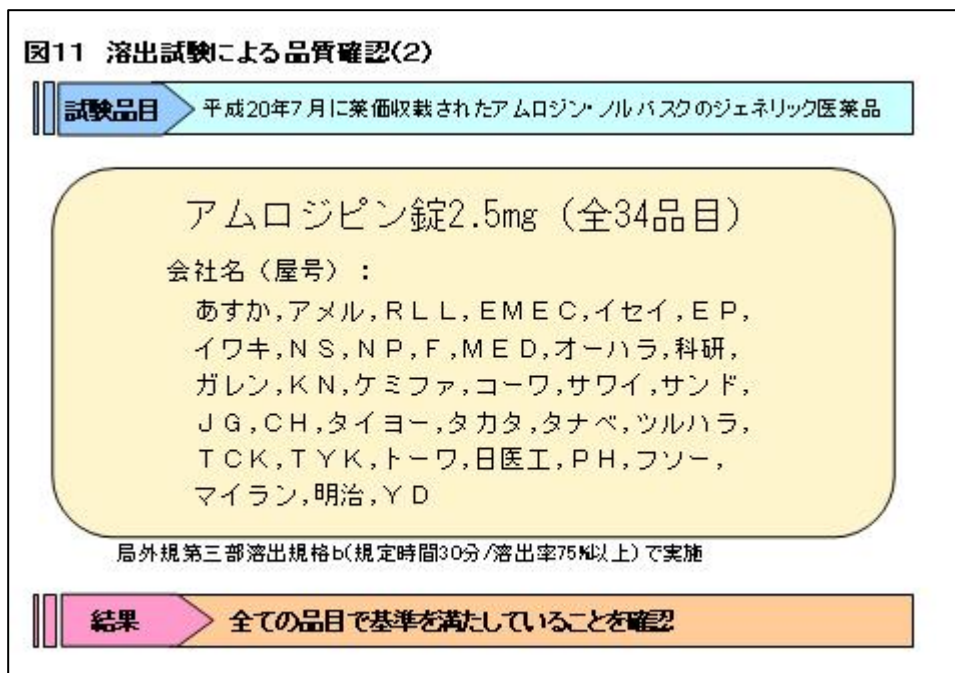 図11 溶出試験による品質確認(2)
試験品目
平成20年7月に薬価収載されたアムロジン・ノルバスクのジェネリック医薬品
アムロジピン錠2.5mg（全34品目）
会社名（屋号）：
あすか,アメル,ＲＬＬ,ＥＭＥＣ,イセイ,ＥＰ,
イワキ,ＮＳ,ＮＰ,Ｆ,ＭＥＤ,オーハラ,科研,
ガレン,ＫＮ,ケミファ,コーワ,サワイ,サンド,
ＪＧ,ＣＨ,タイヨー,タカタ,タナベ,ツルハラ,
ＴＣＫ,ＴＹＫ,トーワ,日医工,ＰＨ,フソー,
マイラン,明治,ＹＤ
局外規第三部溶出規格b(規定時間30分/溶出率75%以上)で実施
結果
全ての品目で基準を満たしていることを確認